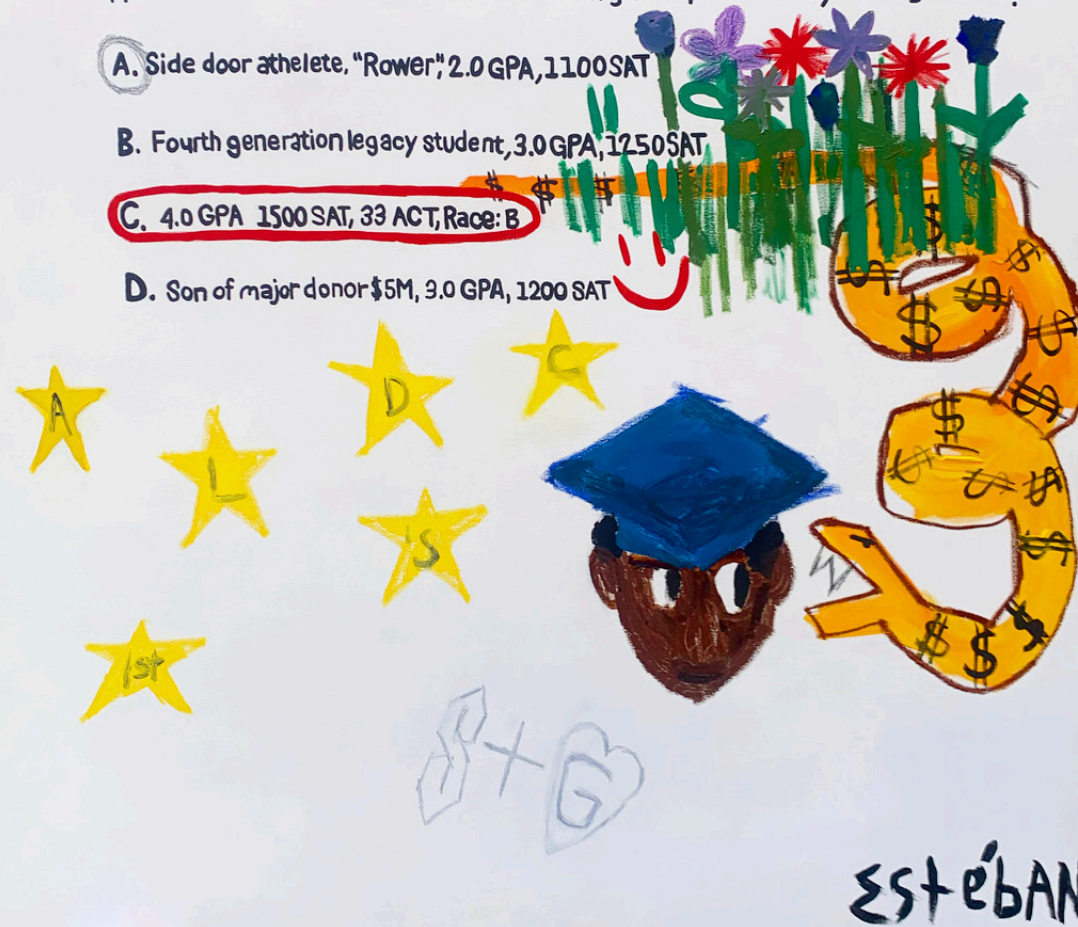 A. Side door athelete, "Rower", 2.0 GPA, 1100 SAT
B. Fourth generation legacy student, 3.0 GPA, 1250 SAT
C. 4.0 GPA 1500 SAT, 33 ACT, Race: B
D. Son of major donor $5M, 3.0 GPA, 1200 SAT
A D C
L 'S
1st
S + G
Estéban